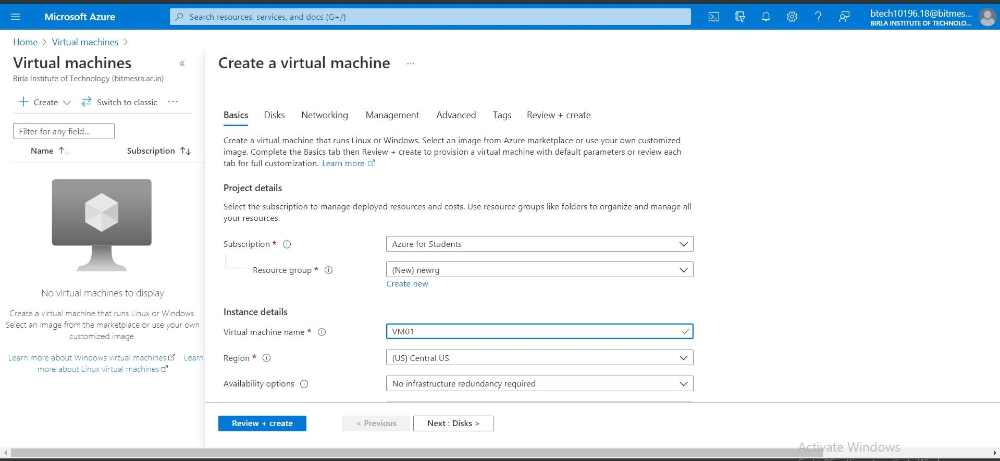 Microsoft Azure
Search resources, services, and docs (G+/)
btech10196.18@bitmes...
BIRLA INSTITUTE OF TECHNOLO...
Home > Virtual machines >
Virtual machines
«
Birla Institute of Technology (bitmesra.ac.in)
+ Create
Switch to classic
...
Filter for any field...
Name ↑↓
Subscription ↑↓
No virtual machines to display
Create a virtual machine that runs Linux or Windows.
Select an image from the marketplace or use your own
customized image.
Learn more about Windows virtual machines
Learn
more about Linux virtual machines
Create a virtual machine ...
Basics
Disks
Networking
Management
Advanced
Tags
Review + create
Create a virtual machine that runs Linux or Windows. Select an image from Azure marketplace or use your own customized
image. Complete the Basics tab then Review + create to provision a virtual machine with default parameters or review each
tab for full customization. Learn more
Project details
Select the subscription to manage deployed resources and costs. Use resource groups like folders to organize and manage all
your resources.
Subscription *
Azure for Students
Resource group *
(New) newrg
Create new
Instance details
Virtual machine name *
VM01
Region *
(US) Central US
Availability options
No infrastructure redundancy required
Review + create
< Previous
Next : Disks >
Activate Windows